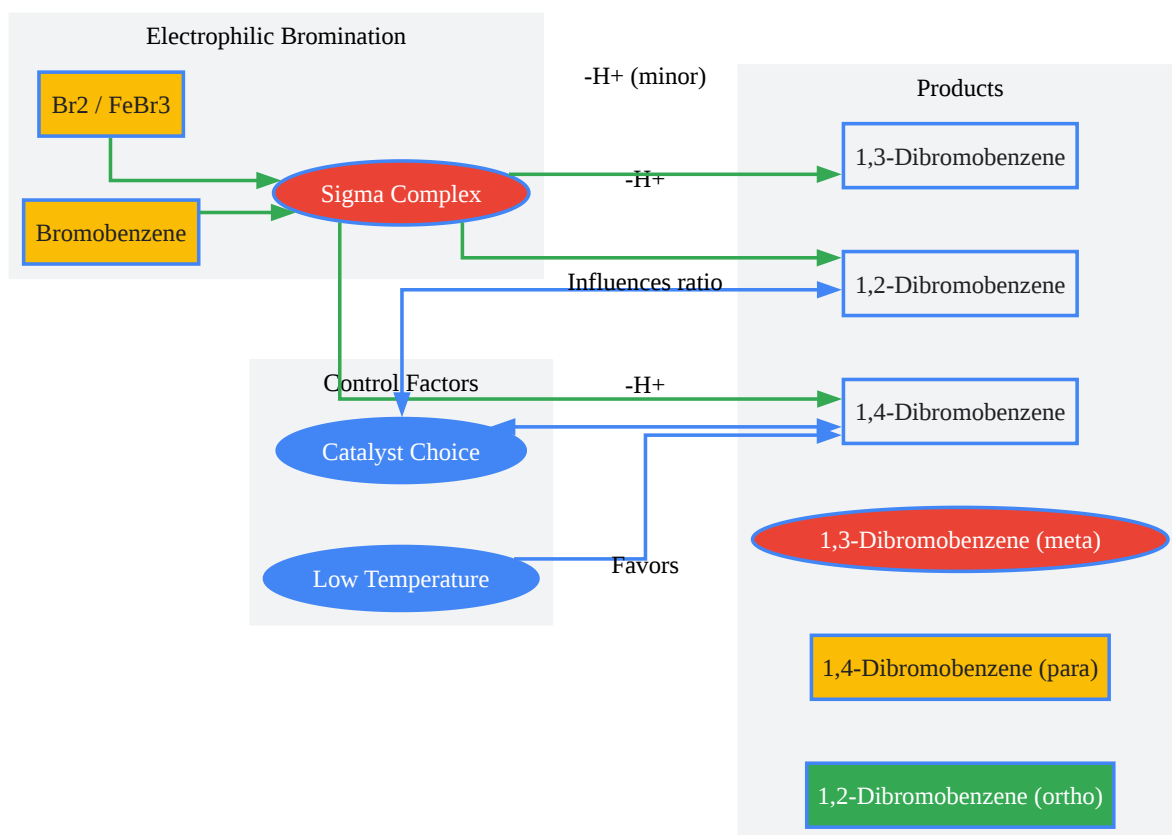 Electrophilic Bromination
Br2 / FeBr3
Bromobenzene
Sigma Complex
-H+ (minor)
-H+
Influences ratio
-H+
Favors
Control Factors
Catalyst Choice
Low Temperature
Products
1,3-Dibromobenzene
1,2-Dibromobenzene
1,4-Dibromobenzene
1,3-Dibromobenzene (meta)
1,4-Dibromobenzene (para)
1,2-Dibromobenzene (ortho)